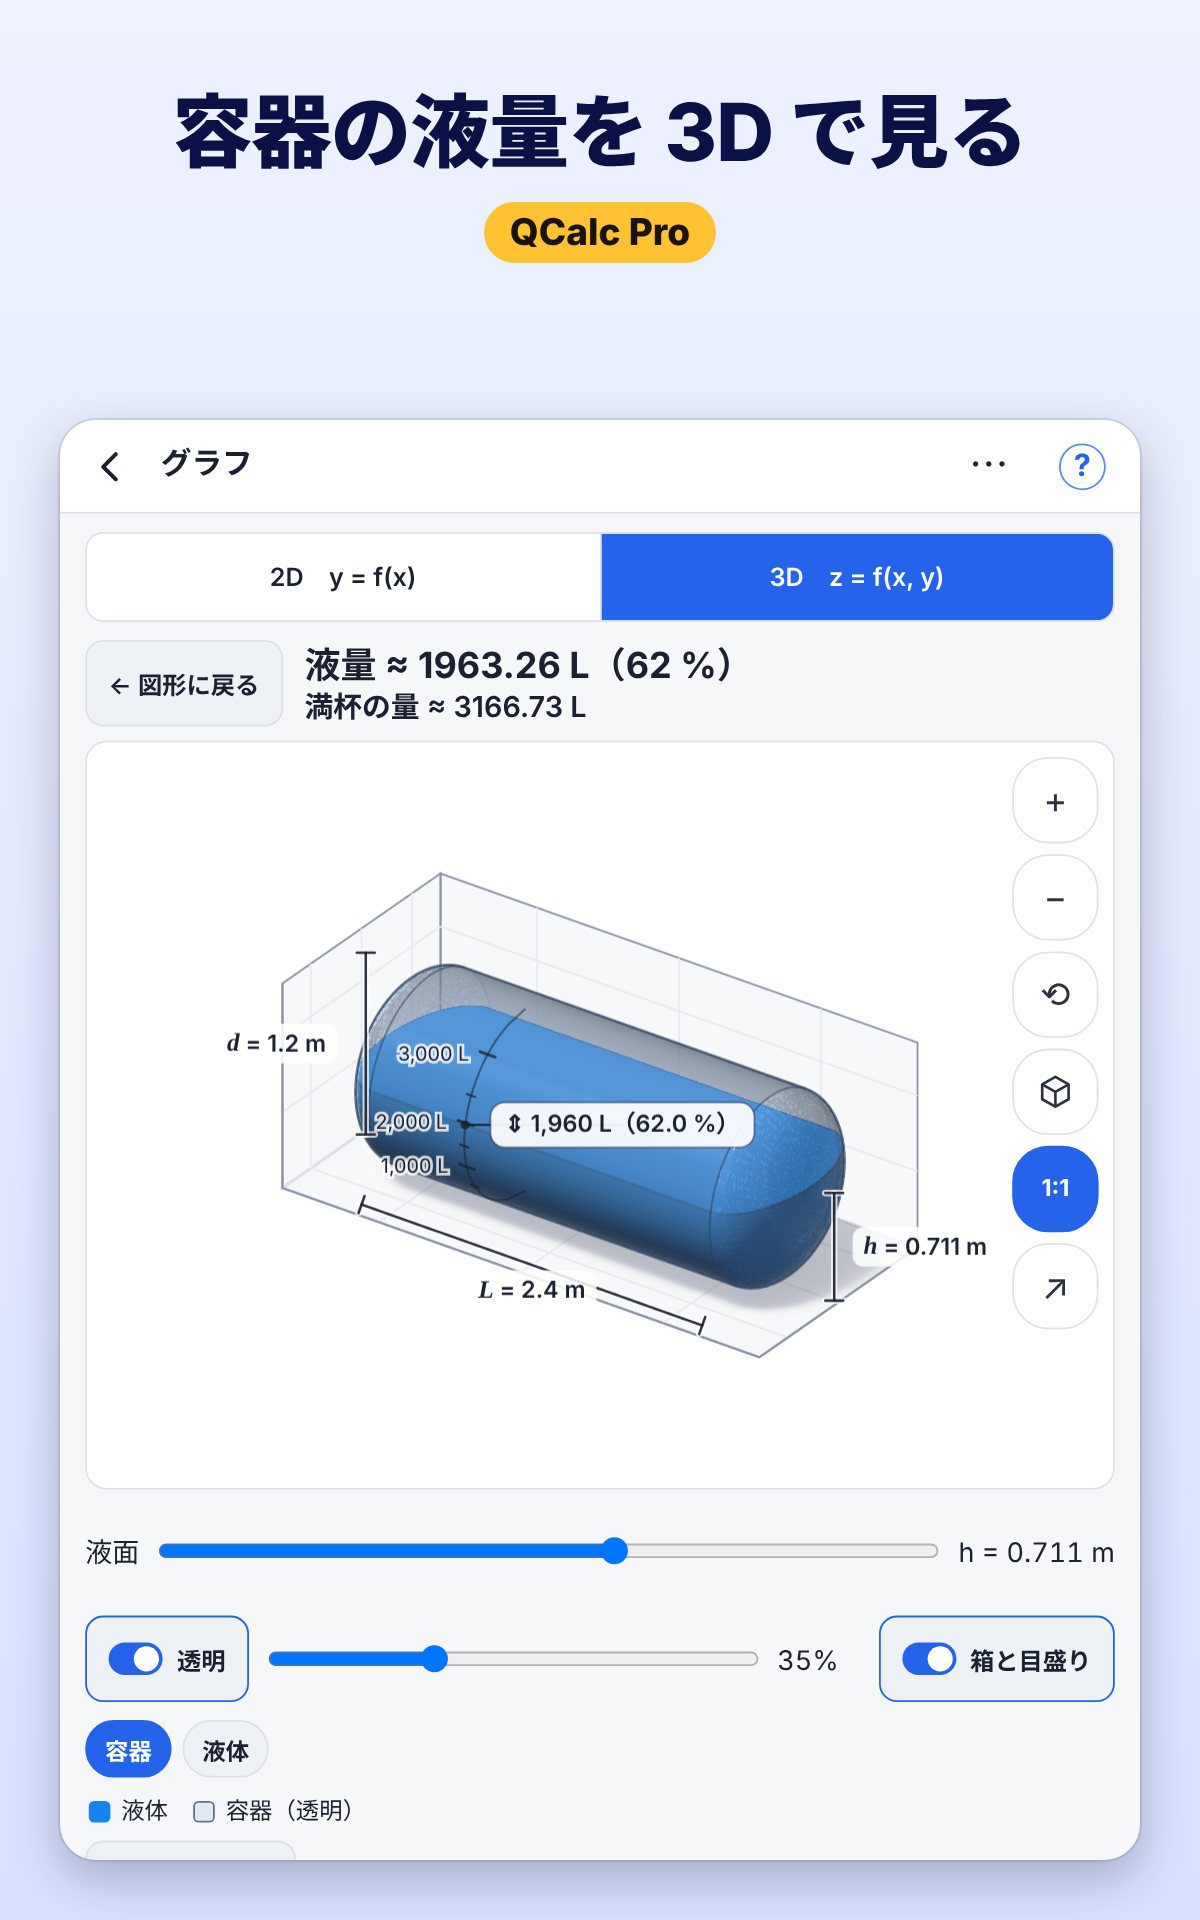 容器の液量を 3D で見る
QCalc Pro
グラフ
… ?
2D y = f(x)
3D z = f(x, y)
← 図形に戻る
液量 ≈ 1963.26 L（62 %）
満杯の量 ≈ 3166.73 L
+
−
⟲
1:1
↗
d = 1.2 m
3,000 L
2,000 L
⇕ 1,960 L（62.0 %）
1,000 L
h = 0.711 m
L = 2.4 m
液面 h = 0.711 m
透明 35% 箱と目盛り
容器 液体
液体 容器（透明）